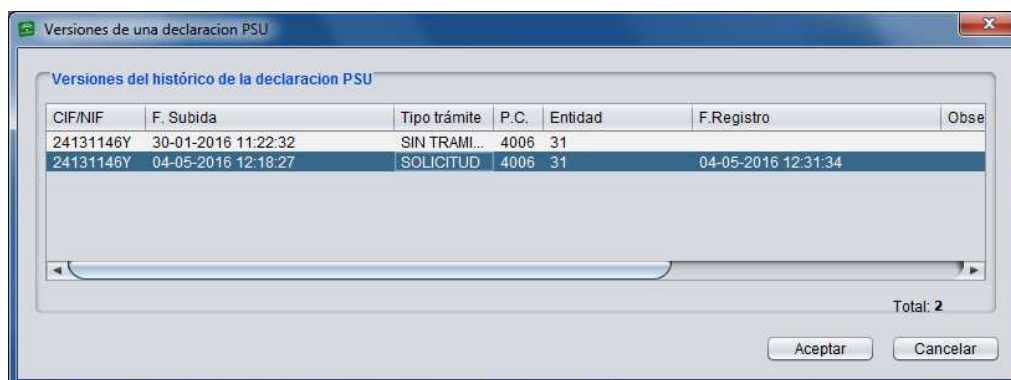 Versiones de una declaracion PSU
Versiones del histórico de la declaracion PSU
CIF/NIF F. Subida Tipo trámite P.C. Entidad F.Registro Obse
24131146Y 30-01-2016 11:22:32 SIN TRAMI... 4006 31
24131146Y 04-05-2016 12:18:27 SOLICITUD 4006 31 04-05-2016 12:31:34
Total: 2
Aceptar Cancelar